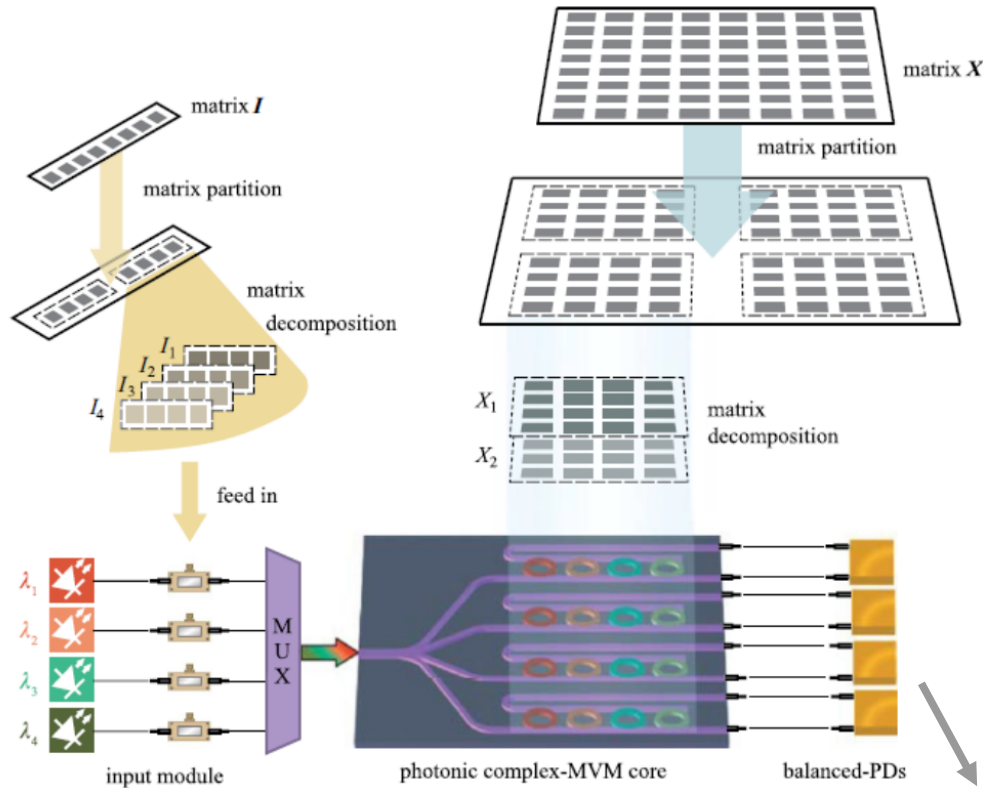 matrix I
matrix X
matrix partition
matrix partition
matrix
decomposition
I₁
I₂
I₃
I₄
X₁
X₂
matrix
decomposition
feed in
λ₁
λ₂
λ₃
λ₄
M
U
X
input module
photonic complex-MVM core
balanced-PDs